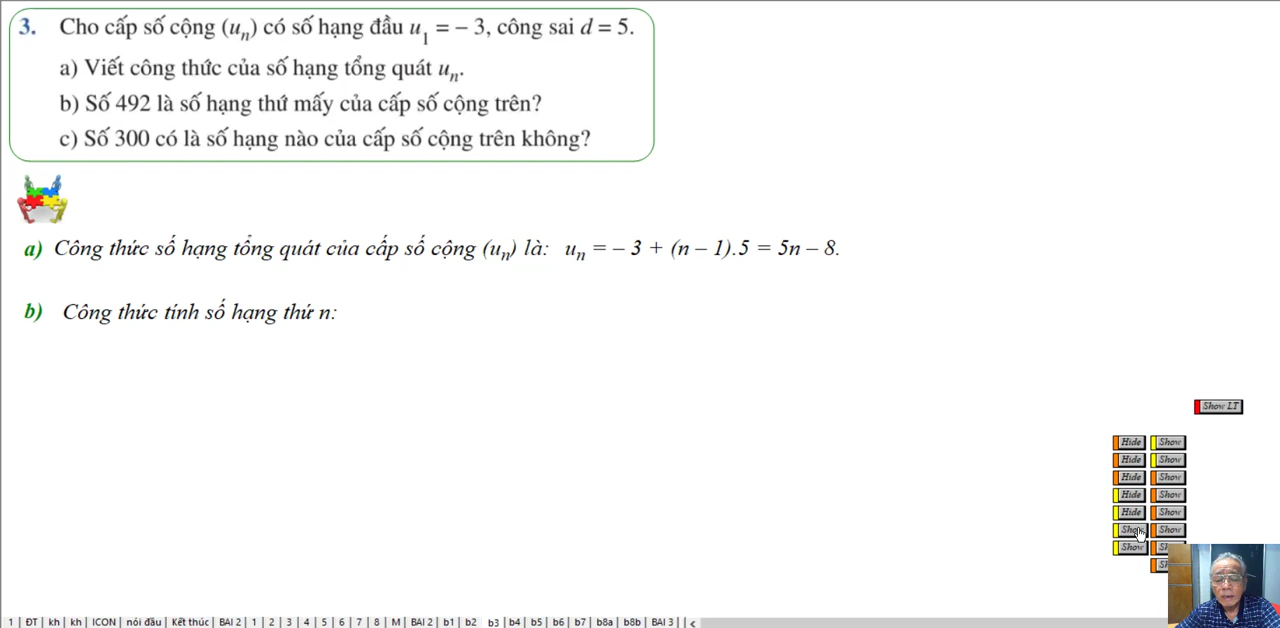 3. Cho cấp số cộng (uₙ) có số hạng đầu u₁ = – 3, công sai d = 5.
a) Viết công thức của số hạng tổng quát uₙ.
b) Số 492 là số hạng thứ mấy của cấp số cộng trên?
c) Số 300 có là số hạng nào của cấp số cộng trên không?
a) Công thức số hạng tổng quát của cấp số cộng (uₙ) là: uₙ = – 3 + (n – 1).5 = 5n – 8.
b) Công thức tính số hạng thứ n:
Show LT
Hide Show
Hide Show
Hide Show
Hide Show
Hide Show
Show Show
Show
1 | ĐT | kh | kh | ICON | nói đầu | Kết thúc | BAI 2 | 1 | 2 | 3 | 4 | 5 | 6 | 7 | 8 | M | BAI 2 | b1 | b2 b3 | b4 | b5 | b6 | b7 | b8a | b8b | BAI 3 | | <